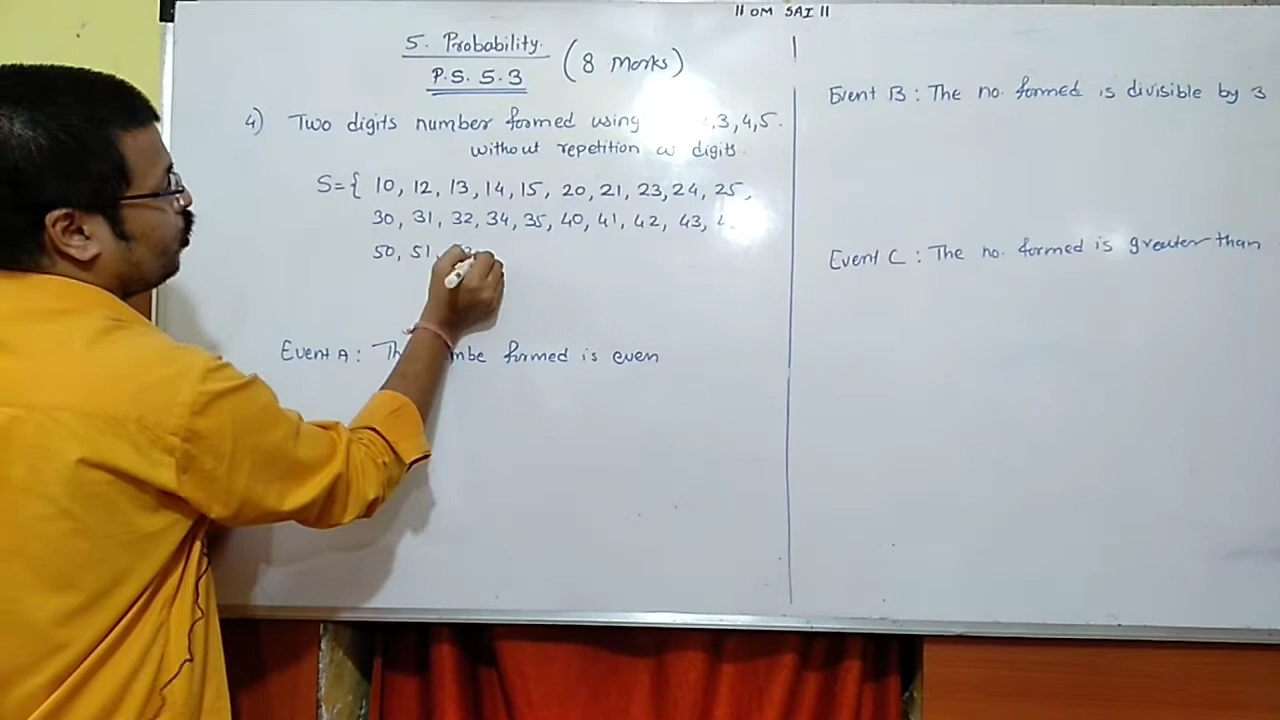 || OM SAI ||
5. Probability.
P.S. 5.3
(8 Marks)
4) Two digits number formed using ,3,4,5.
without repetition of digits.
S={ 10, 12, 13, 14, 15, 20, 21, 23, 24, 25,
30, 31, 32, 34, 35, 40, 41, 42, 43,
50, 51,
Event A : formed is even
Event B : The no. formed is divisible by 3
Event C : The no. formed is greater than